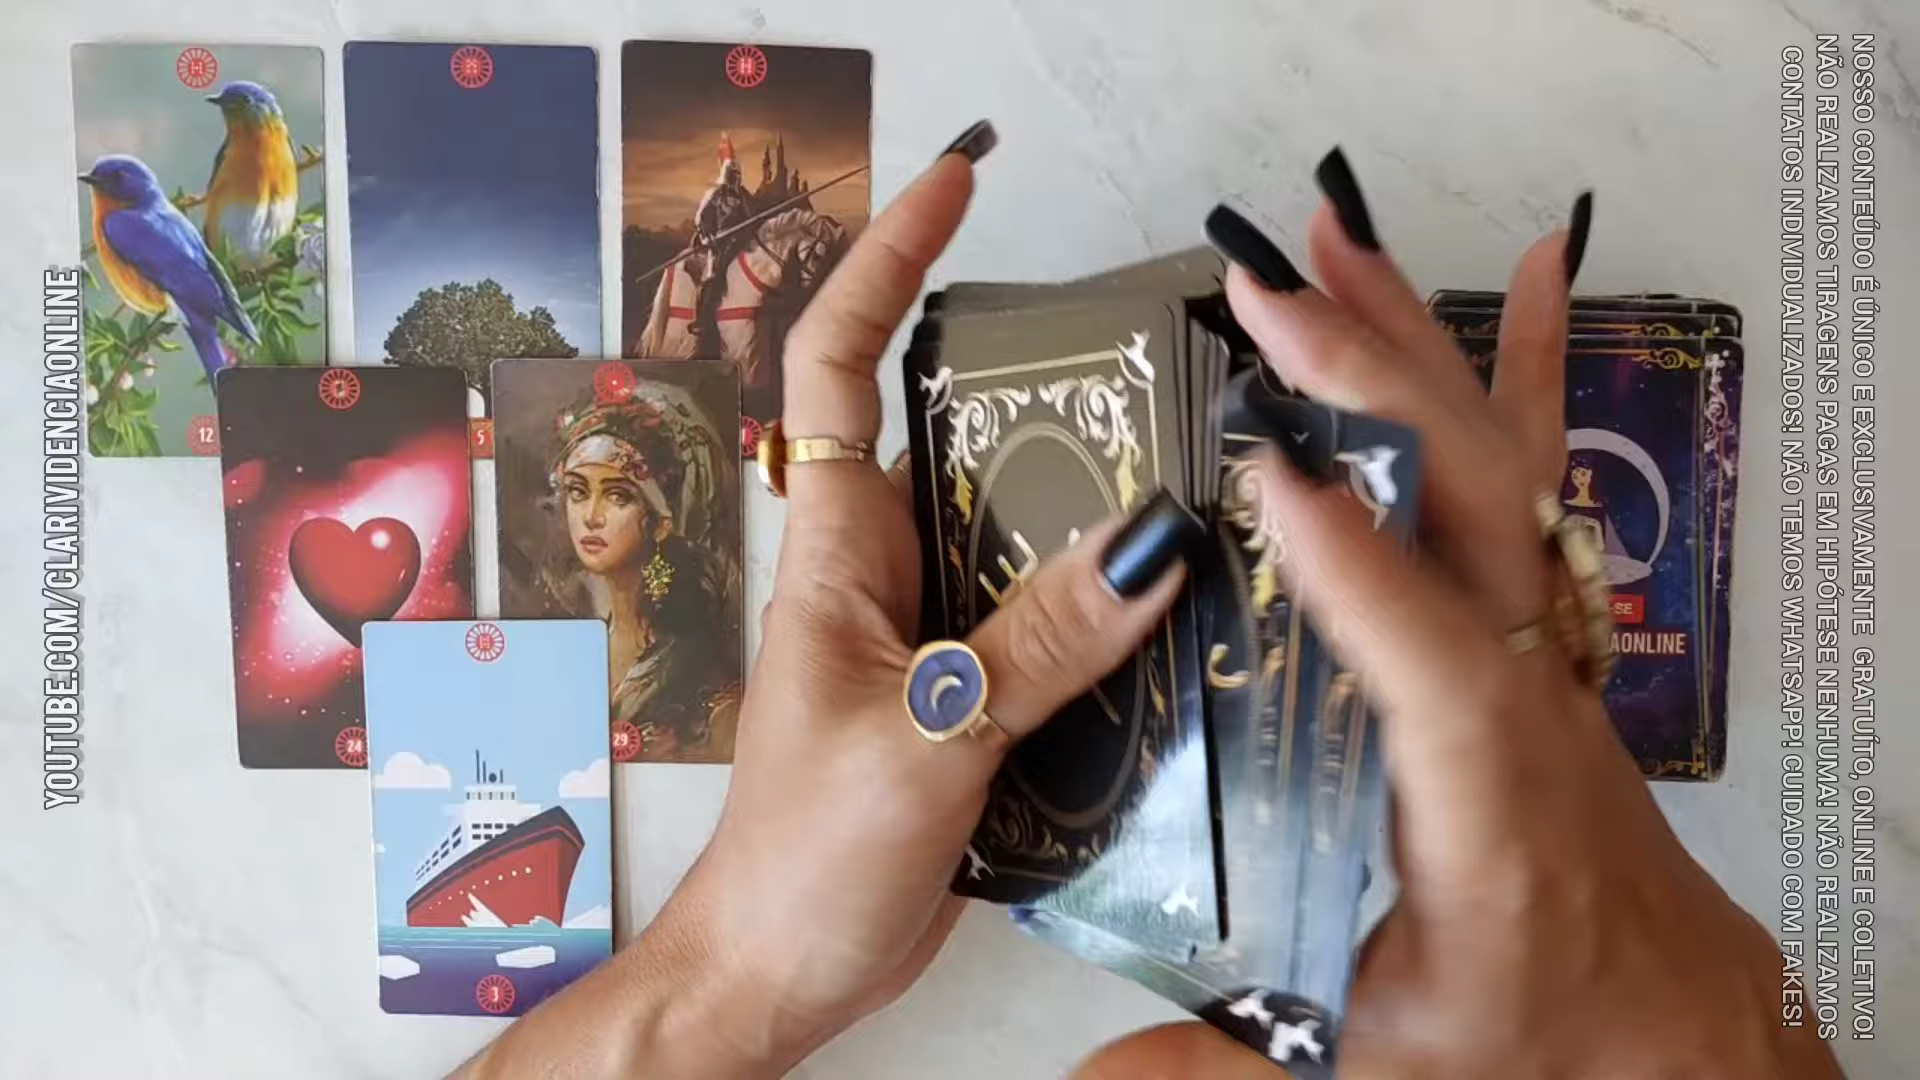 YOUTUBE.COM/CLARIVIDENCIAONLINE
12
5
24
29
3
-SE
AONLINE
NOSSO CONTEÚDO É ÚNICO E EXCLUSIVAMENTE GRATUÍTO, ONLINE E COLETIVO!
NÃO REALIZAMOS TIRAGENS PAGAS EM HIPÓTESE NENHUMA! NÃO REALIZAMOS
CONTATOS INDIVIDUALIZADOS! NÃO TEMOS WHATSAPP! CUIDADO COM FAKES!